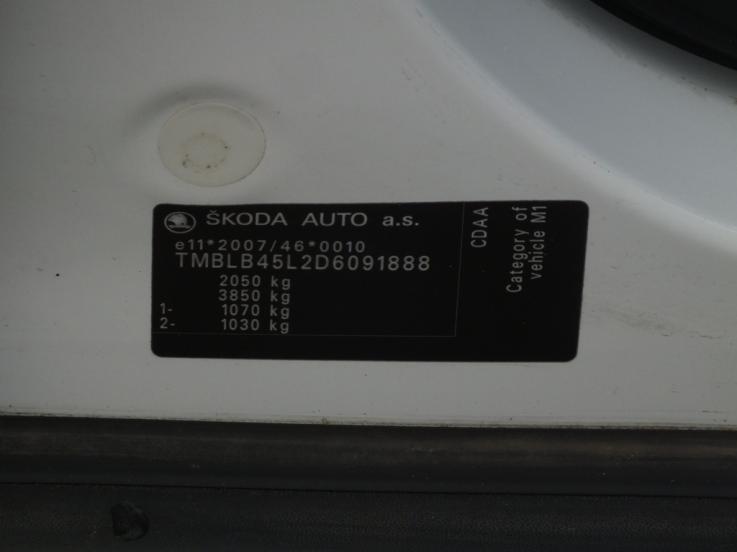 ŠKODA AUTO a.s.
e11*2007/46*0010
TMBLB45L2D6091888
2050 kg
3850 kg
1- 1070 kg
2- 1030 kg
CDAA
Category of
vehicle M1